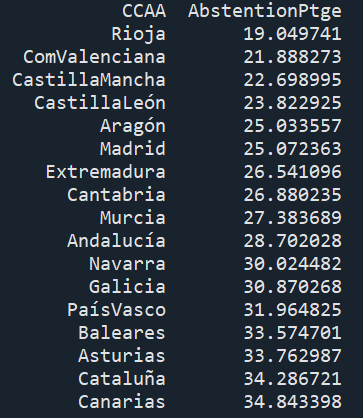 CCAA AbstentionPtge
Rioja 19.049741
ComValenciana 21.888273
CastillaMancha 22.698995
CastillaLeón 23.822925
Aragón 25.033557
Madrid 25.072363
Extremadura 26.541096
Cantabria 26.880235
Murcia 27.383689
Andalucía 28.702028
Navarra 30.024482
Galicia 30.870268
PaísVasco 31.964825
Baleares 33.574701
Asturias 33.762987
Cataluña 34.286721
Canarias 34.843398